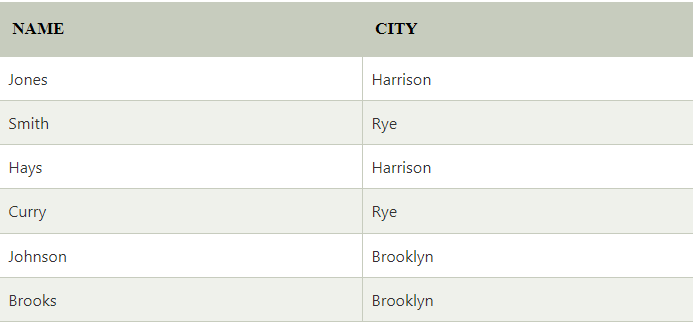 NAME CITY
Jones Harrison
Smith Rye
Hays Harrison
Curry Rye
Johnson Brooklyn
Brooks Brooklyn